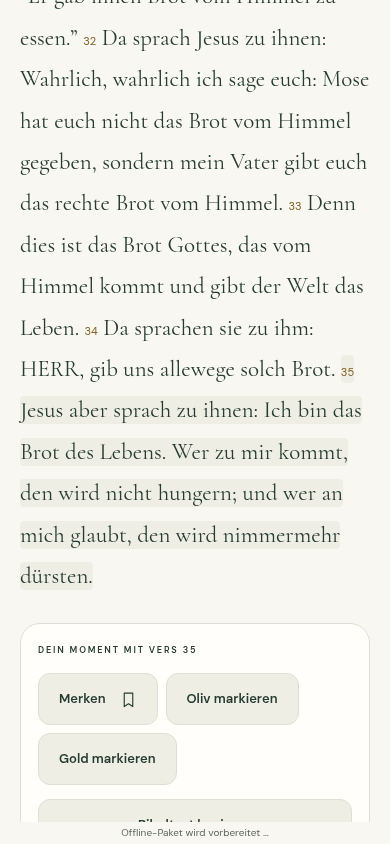 essen.” 32 Da sprach Jesus zu ihnen:
Wahrlich, wahrlich ich sage euch: Mose
hat euch nicht das Brot vom Himmel
gegeben, sondern mein Vater gibt euch
das rechte Brot vom Himmel. 33 Denn
dies ist das Brot Gottes, das vom
Himmel kommt und gibt der Welt das
Leben. 34 Da sprachen sie zu ihm:
HERR, gib uns allewege solch Brot. 35
Jesus aber sprach zu ihnen: Ich bin das
Brot des Lebens. Wer zu mir kommt,
den wird nicht hungern; und wer an
mich glaubt, den wird nimmermehr
dürsten.
DEIN MOMENT MIT VERS 35
Merken
Oliv markieren
Gold markieren
Offline-Paket wird vorbereitet …